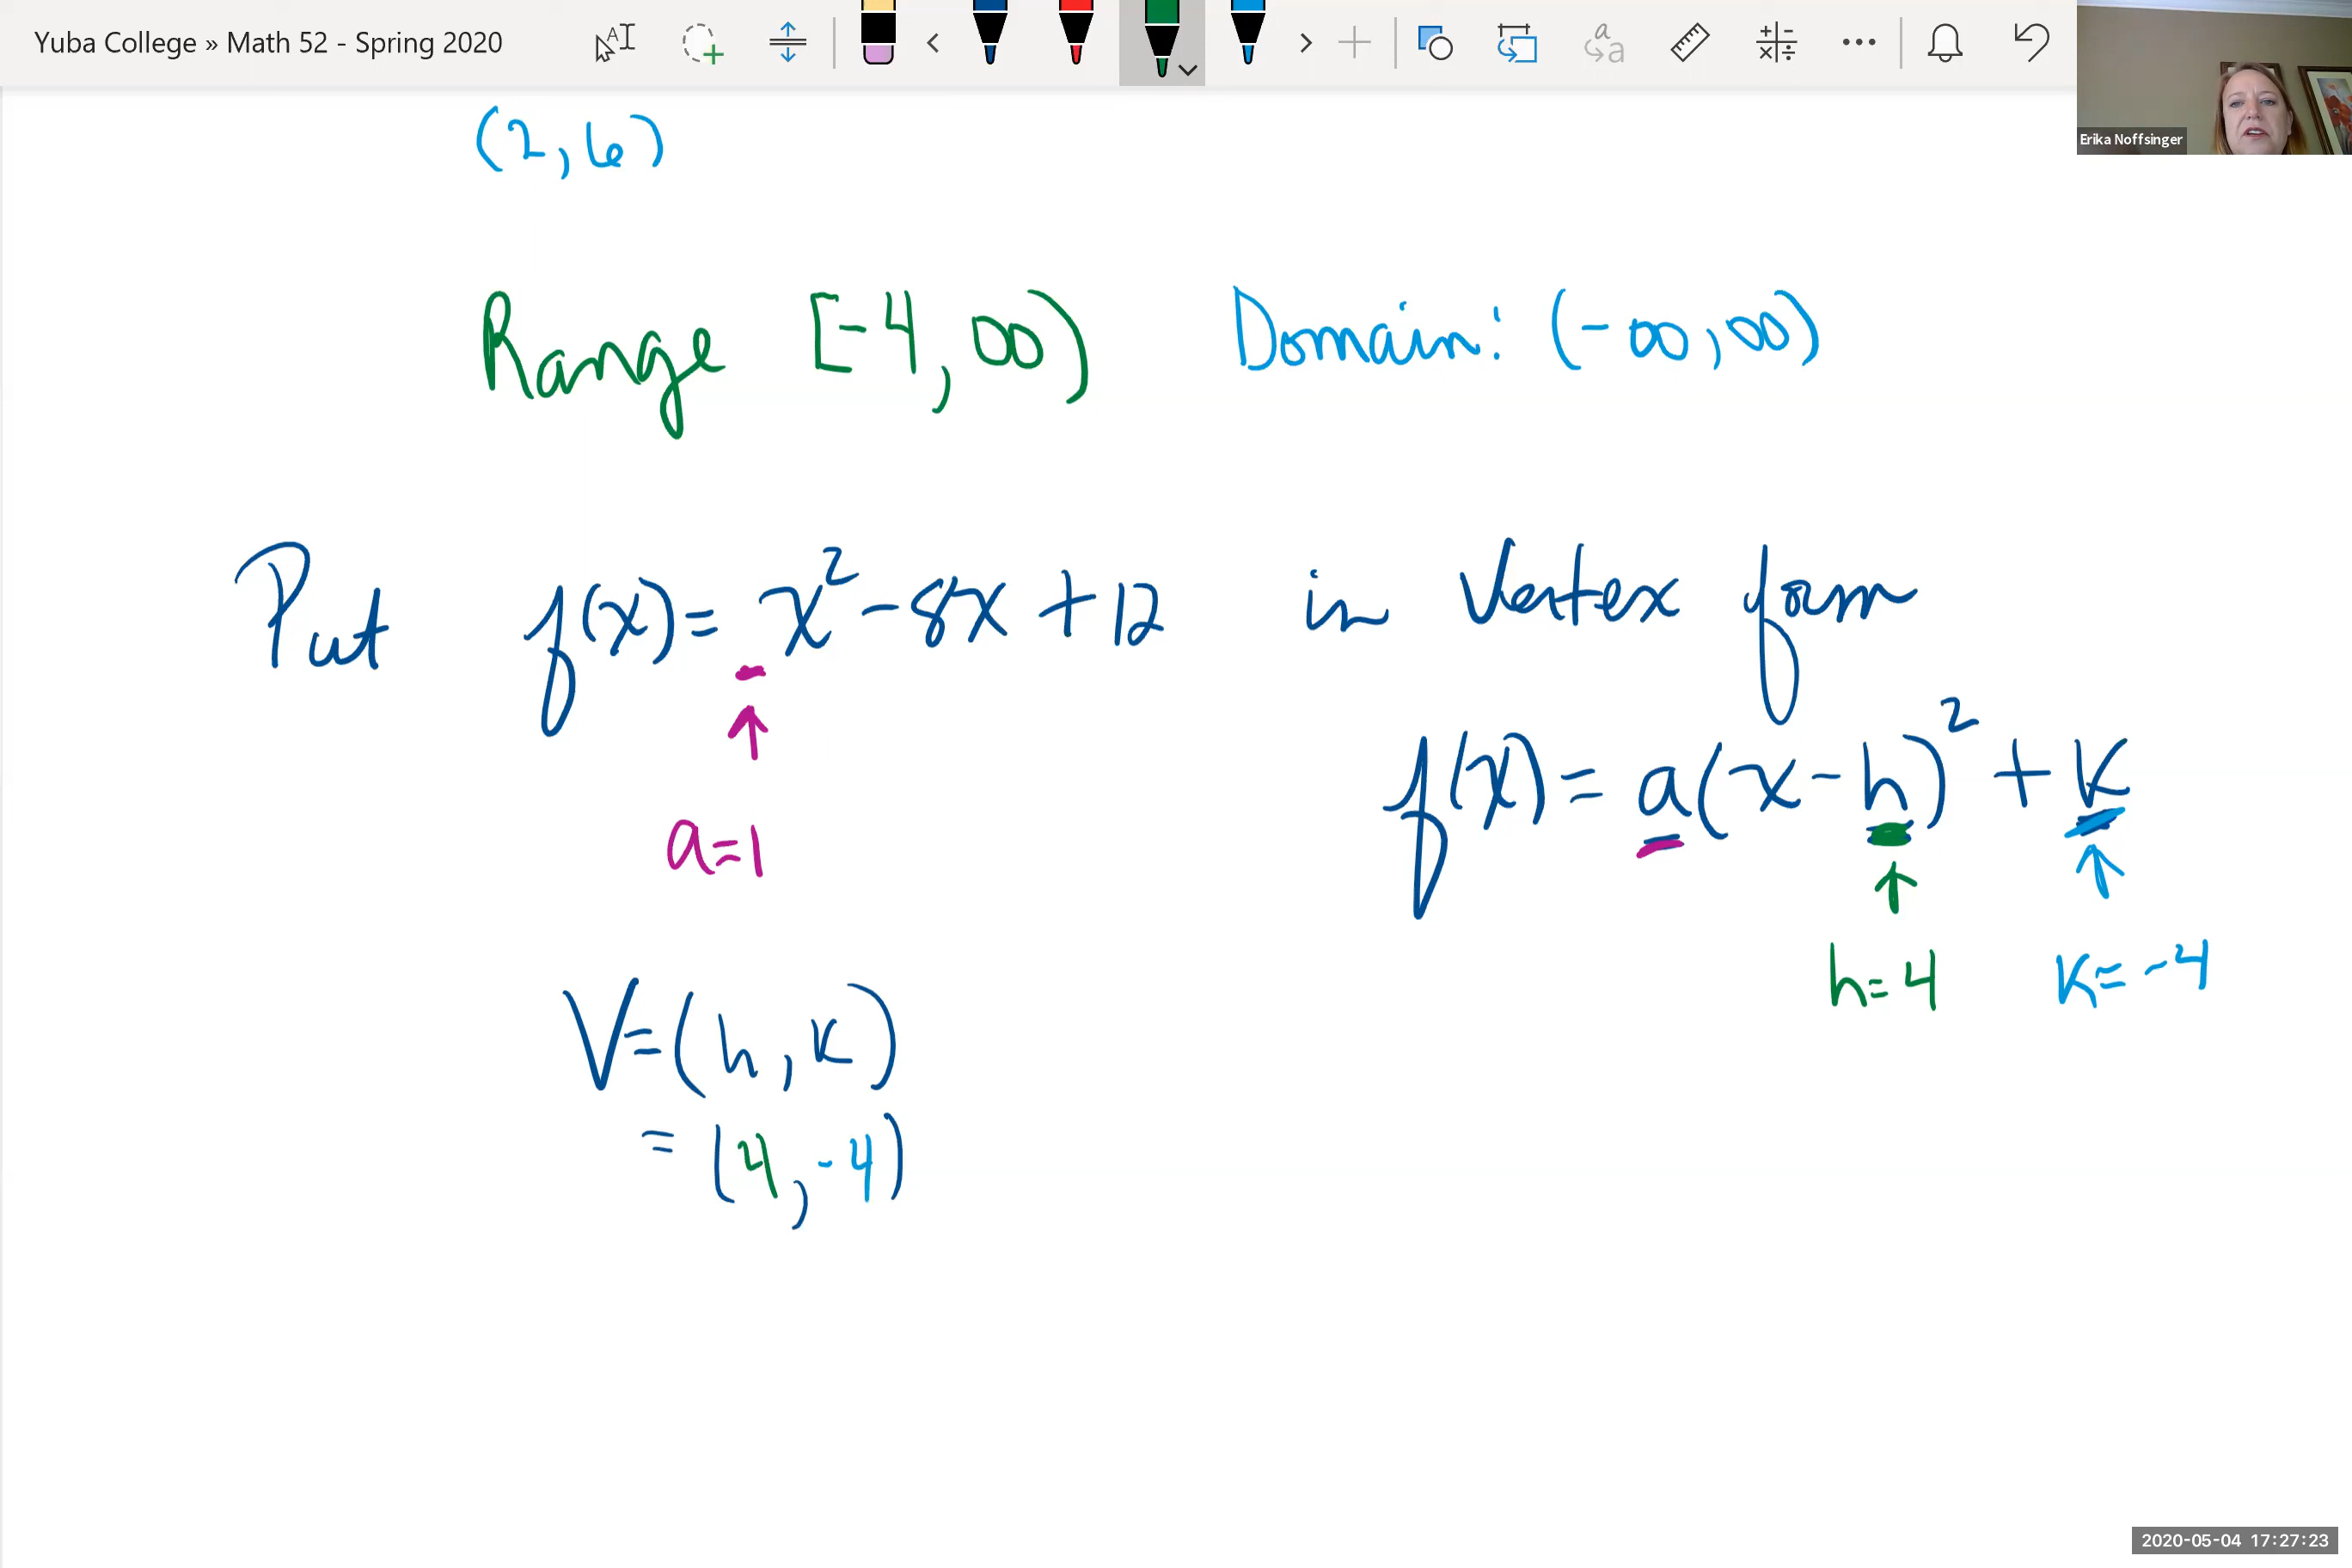 Yuba College » Math 52 - Spring 2020
Erika Noffsinger
(2, 6)
Range [-4, ∞) Domain: (-∞, ∞)
Put f(x) = x² - 8x + 12 in Vertex form
f(x) = a(x - h)² + k
a = 1
h = 4 k = -4
V = (h, k)
= (4, -4)
2020-05-04 17:27:23